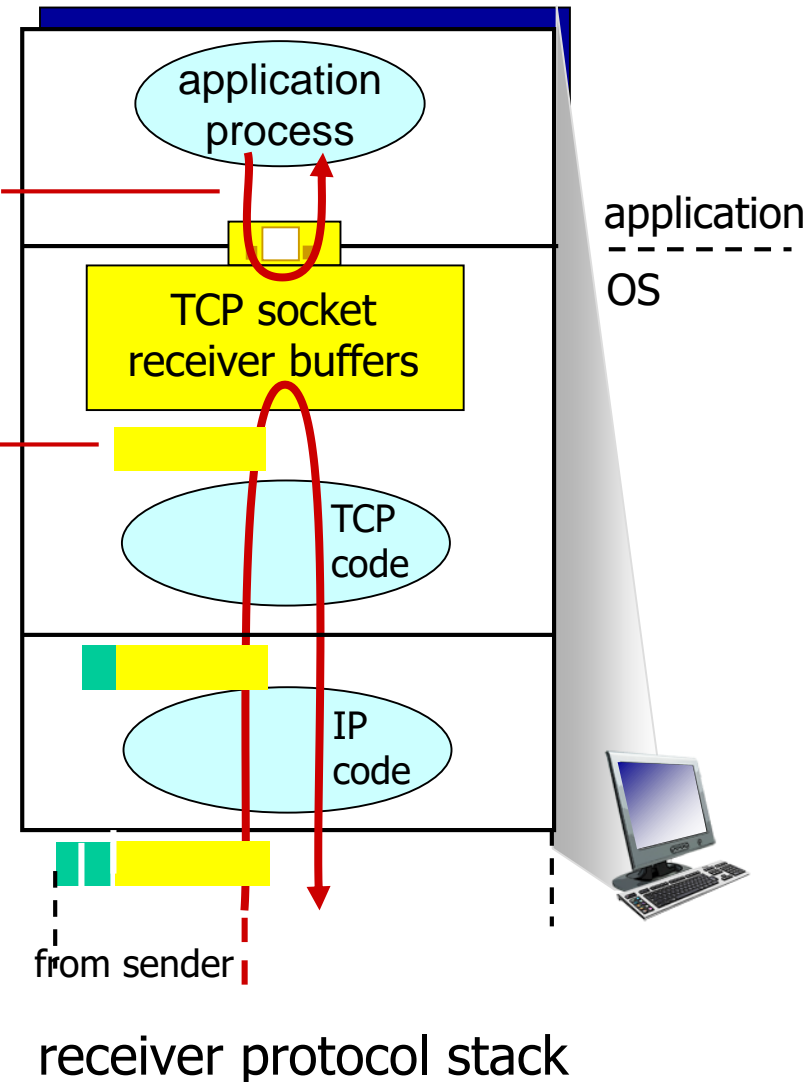 application
process
application
OS
TCP socket
receiver buffers
TCP
code
IP
code
from sender
receiver protocol stack